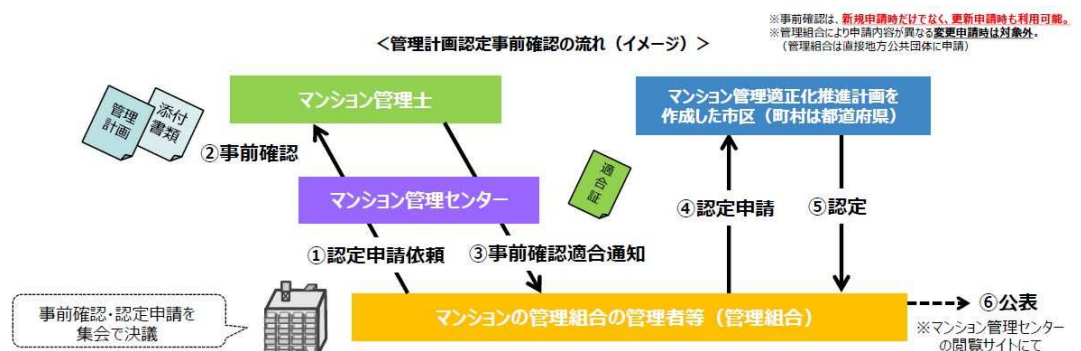 ※事前確認は、新規申請時だけでなく、更新申請時も利用可能。
※管理組合により申請内容が異なる変更申請時は対象外。
（管理組合は直接地方公共団体に申請）
＜管理計画認定事前確認の流れ（イメージ）＞
マンション管理士
マンション管理適正化推進計画を
作成した市区（町村は都道府県）
管理
計画
添付
書類
②事前確認
マンション管理センター
適合証
④認定申請
⑤認定
①認定申請依頼
③事前確認適合通知
事前確認・認定申請を
集会で決議
マンションの管理組合の管理者等（管理組合）
⑥公表
※マンション管理センター
の閲覧サイトにて